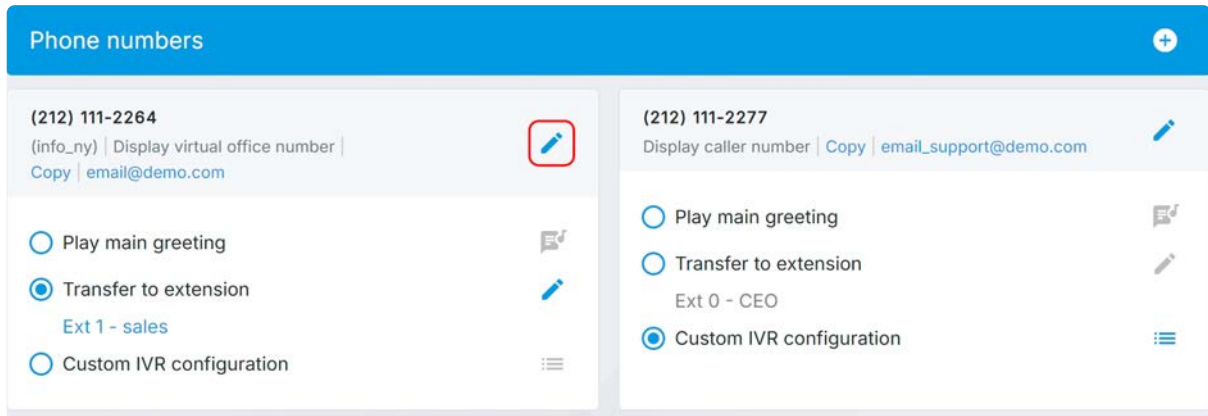 Phone numbers
(212) 111-2264
(info_ny) | Display virtual office number |
Copy | email@demo.com
Play main greeting
Transfer to extension
Ext 1 - sales
Custom IVR configuration
(212) 111-2277
Display caller number | Copy | email_support@demo.com
Play main greeting
Transfer to extension
Ext 0 - CEO
Custom IVR configuration